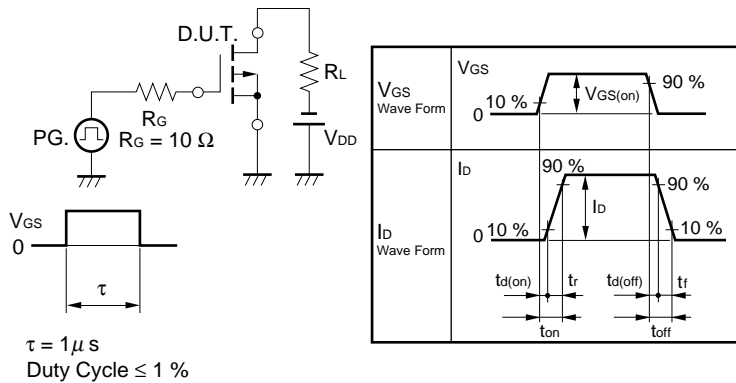 D.U.T.
RL
RG
PG.
RG = 10 Ω
VDD
VGS
0
τ
τ = 1μ s
Duty Cycle ≤ 1 %
VGS
Wave Form
VGS
10 %
0
VGS(on)
90 %
ID
Wave Form
ID
90 %
90 %
0 10 %
ID
10 %
td(on) tr td(off) tf
ton toff